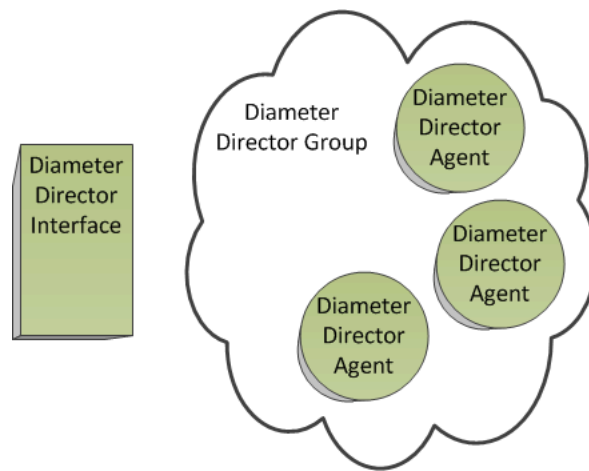 Diameter
Director
Interface
Diameter
Director Group
Diameter
Director
Agent
Diameter
Director
Agent
Diameter
Director
Agent